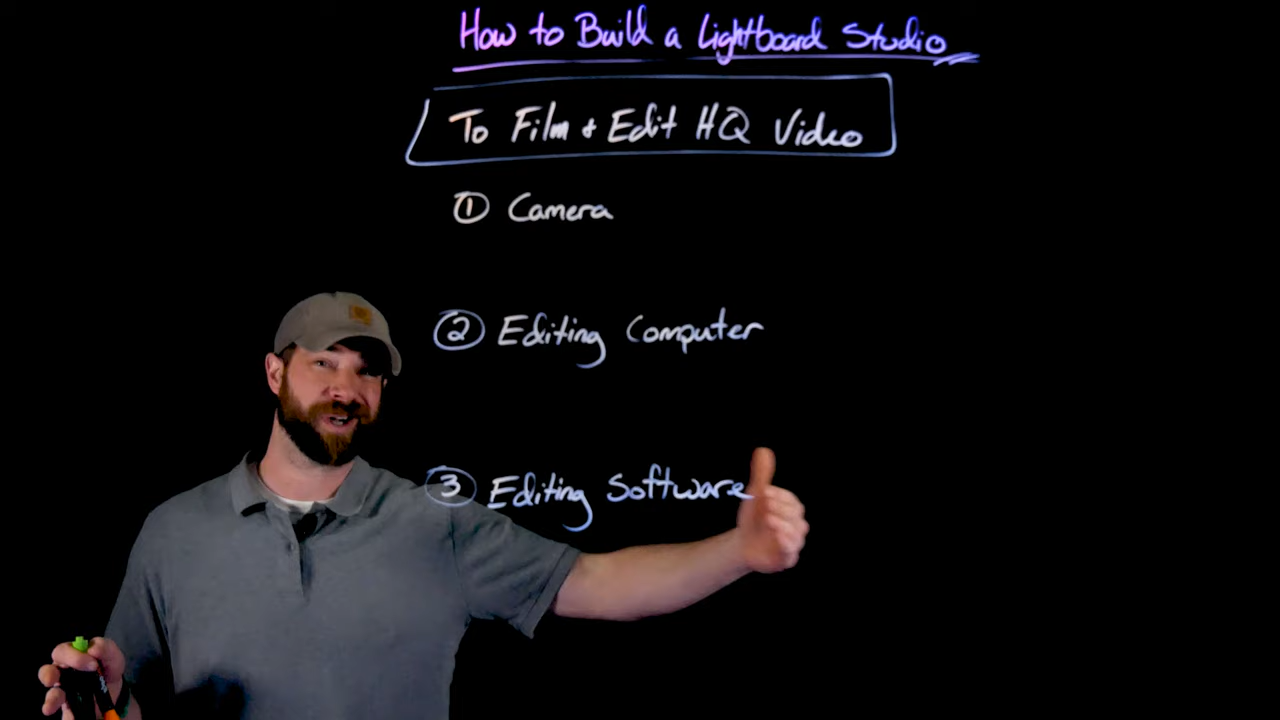 How to Build a Lightboard Studio
To Film + Edit HQ Video
① Camera
② Editing Computer
③ Editing Software